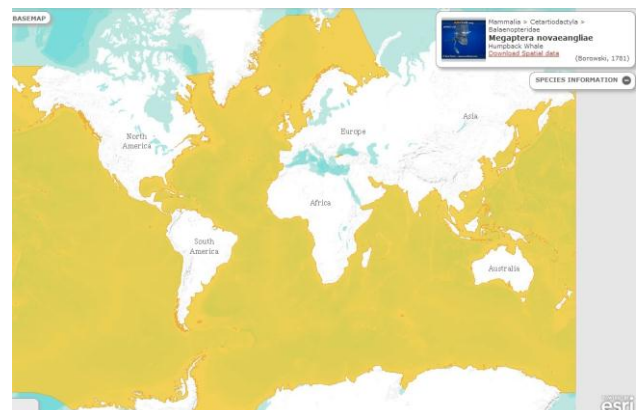 BASEMAP
Mammalia » Cetartiodactyla »
Balaenopteridae
Megaptera novaeangliae
Humpback Whale
Download Spatial data
(Borowski, 1781)
SPECIES INFORMATION
North
America
Europe
Asia
Africa
South
America
Australia
esri